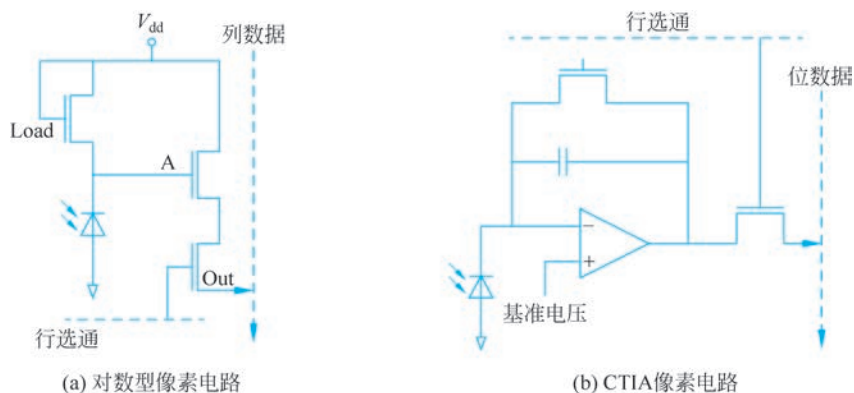 V_dd
列数据
Load
A
Out
行选通
(a) 对数型像素电路
行选通
位数据
−
+
基准电压
(b) CTIA像素电路